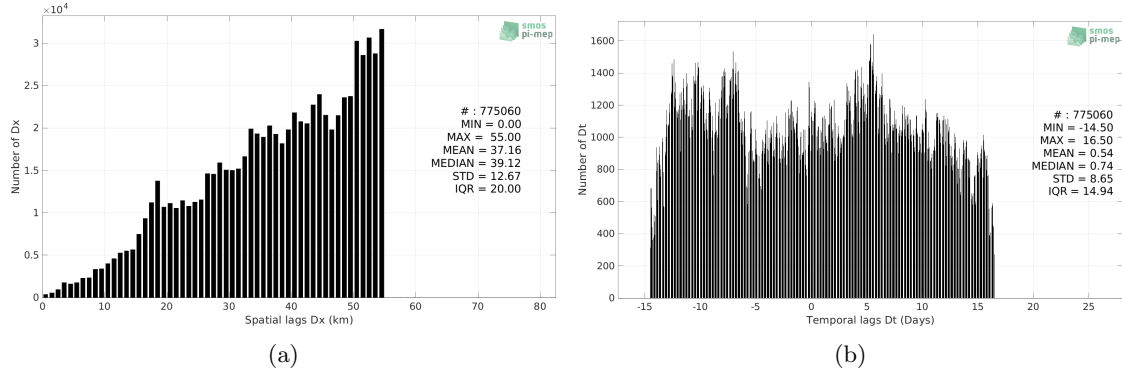 ×10⁴
smos
pi-mep
3
2.5
2
1.5
1
0.5
0
Number of Dx
# : 775060
MIN = 0.00
MAX = 55.00
MEAN = 37.16
MEDIAN = 39.12
STD = 12.67
IQR = 20.00
0 10 20 30 40 50 60 70 80
Spatial lags Dx (km)
(a)
smos
pi-mep
1600
1400
1200
1000
800
600
400
200
0
Number of Dt
# : 775060
MIN = -14.50
MAX = 16.50
MEAN = 0.54
MEDIAN = 0.74
STD = 8.65
IQR = 14.94
-15 -10 -5 0 5 10 15 20 25
Temporal lags Dt (Days)
(b)